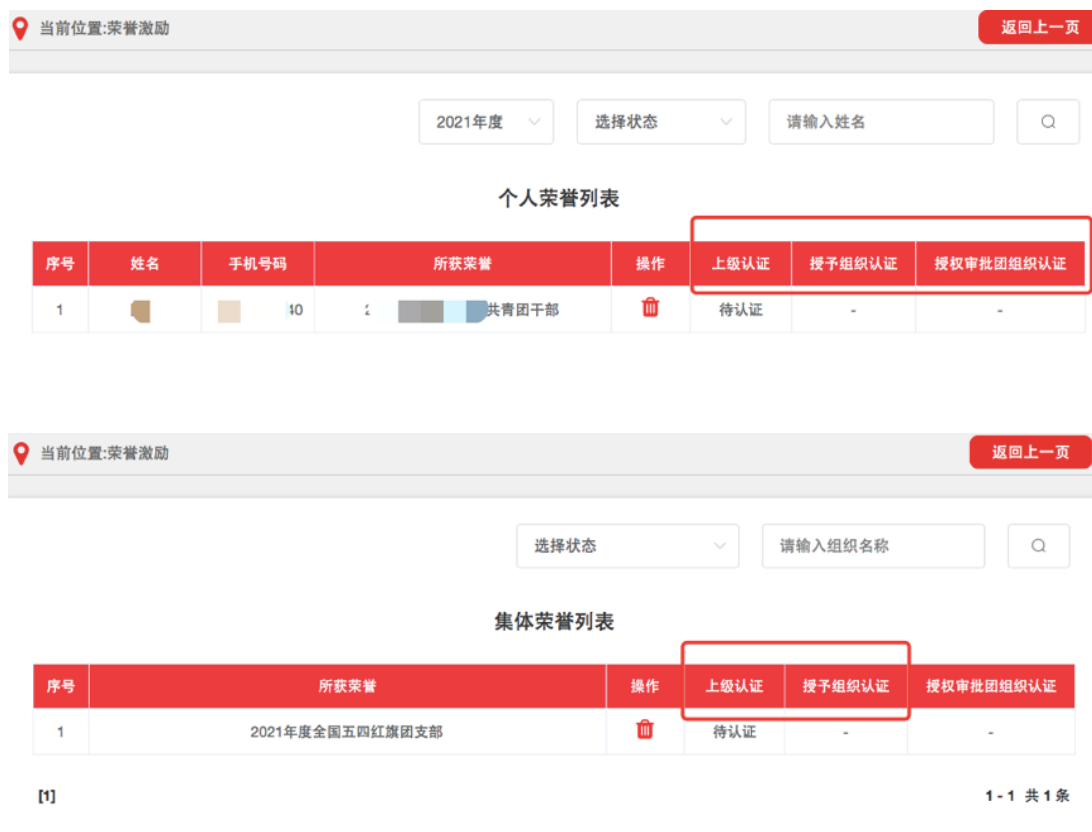 当前位置:荣誉激励 返回上一页
2021年度 选择状态 请输入姓名
个人荣誉列表
序号 姓名 手机号码 所获荣誉 操作 上级认证 授予组织认证 授权审批团组织认证
1 共青团干部 待认证 - -
当前位置:荣誉激励 返回上一页
选择状态 请输入组织名称
集体荣誉列表
序号 所获荣誉 操作 上级认证 授予组织认证 授权审批团组织认证
1 2021年度全国五四红旗团支部 待认证 - -
[1] 1-1 共1条